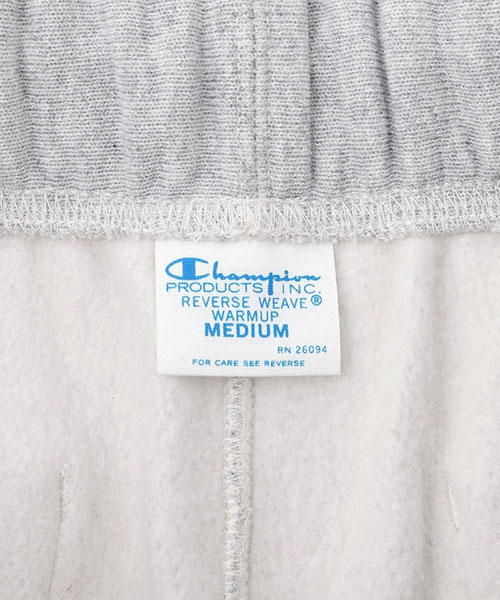 Champion
PRODUCTS INC.
REVERSE WEAVE®
WARMUP
MEDIUM
RN 26094
FOR CARE SEE REVERSE